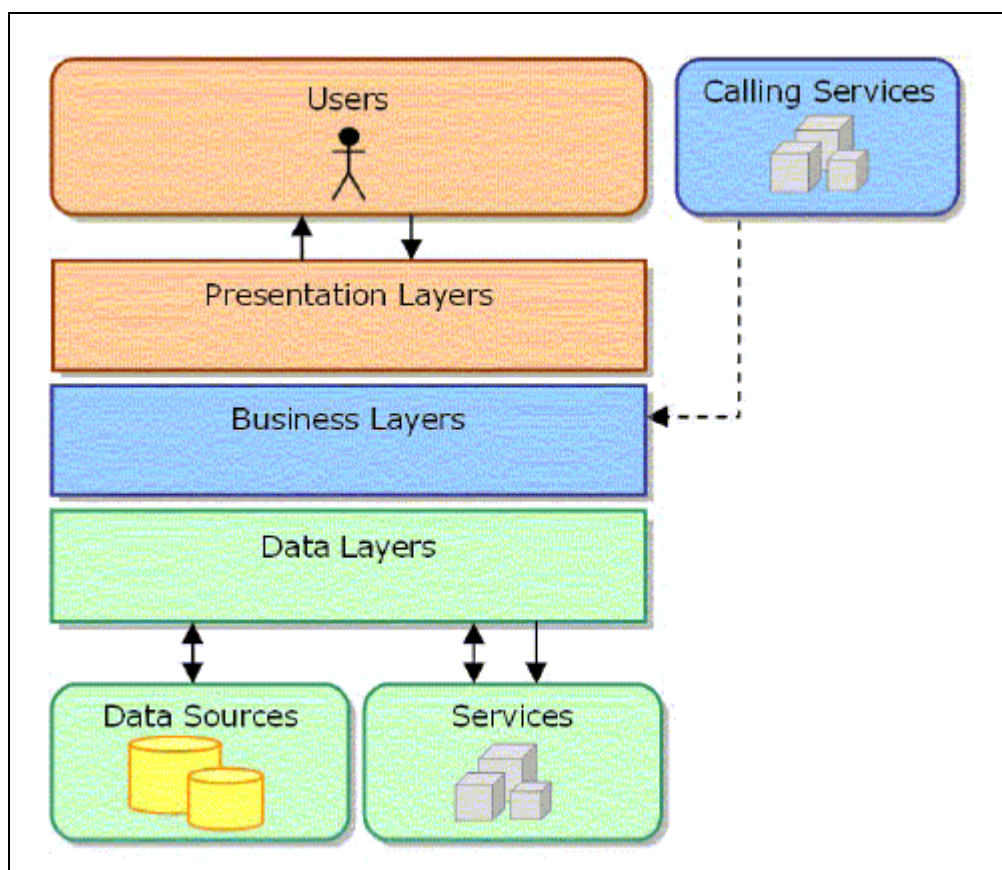 Users
Calling Services
Presentation Layers
Business Layers
Data Layers
Data Sources
Services